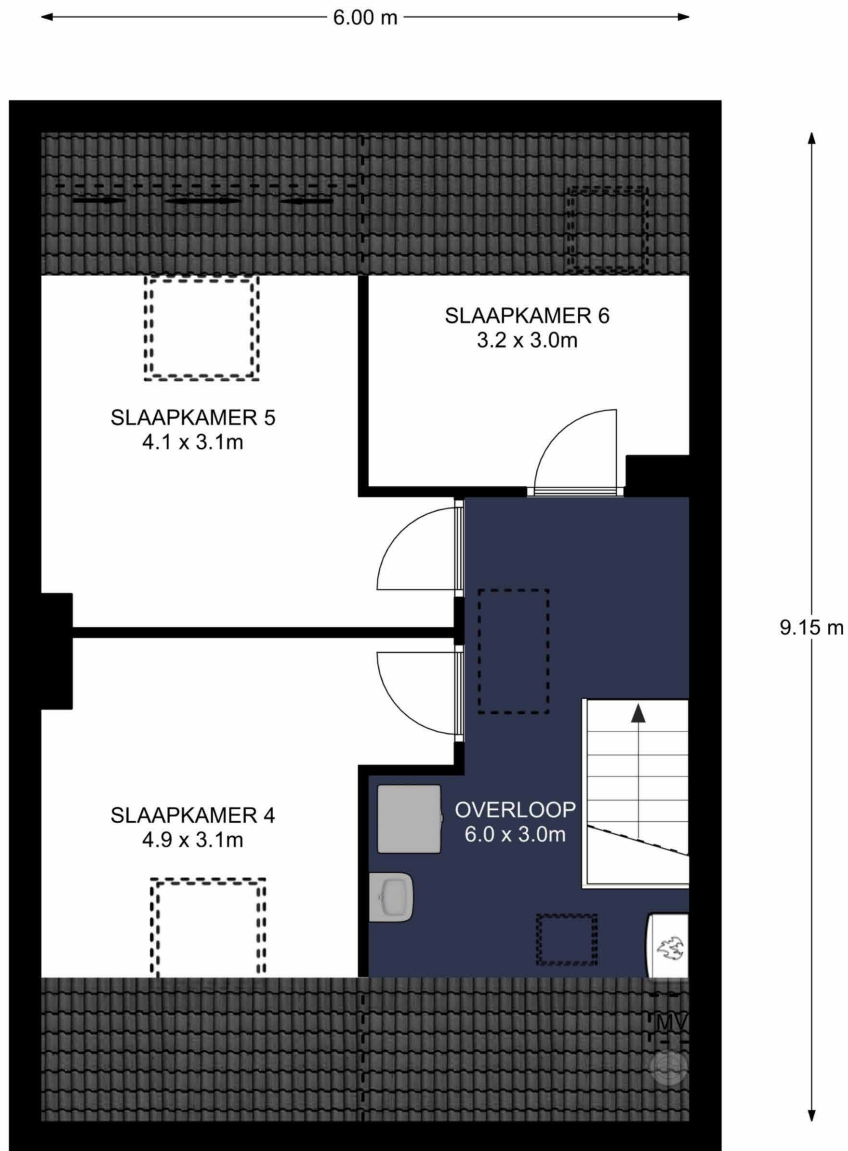 6.00 m
SLAAPKAMER 6
3.2 x 3.0m
SLAAPKAMER 5
4.1 x 3.1m
9.15 m
SLAAPKAMER 4
4.9 x 3.1m
OVERLOOP
6.0 x 3.0m
MV